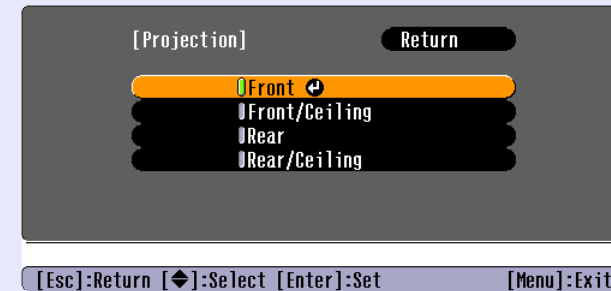 [Projection] Return
Front
Front/Ceiling
Rear
Rear/Ceiling
[Esc]:Return [◆]:Select [Enter]:Set [Menu]:Exit